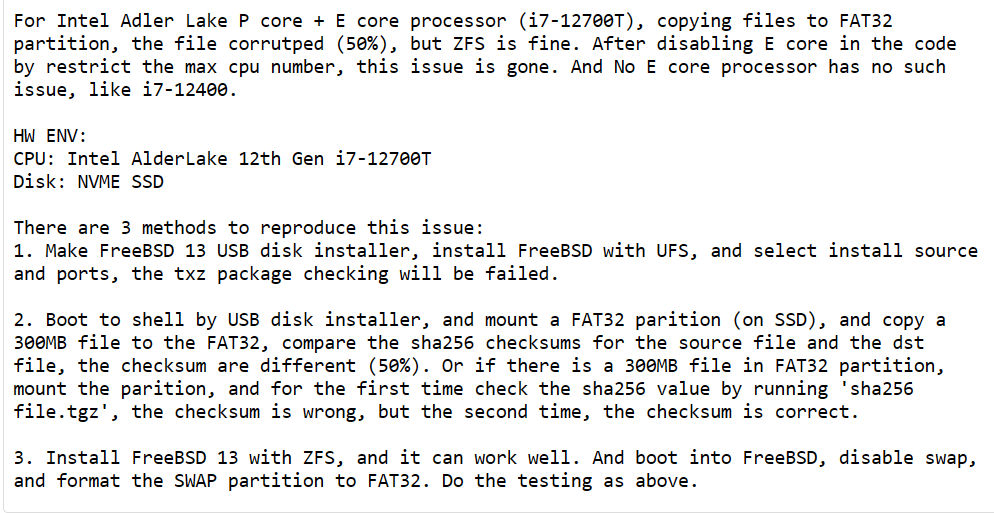 For Intel Adler Lake P core + E core processor (i7-12700T), copying files to FAT32
partition, the file corrutped (50%), but ZFS is fine. After disabling E core in the code
by restrict the max cpu number, this issue is gone. And No E core processor has no such
issue, like i7-12400.
HW ENV:
CPU: Intel AlderLake 12th Gen i7-12700T
Disk: NVME SSD
There are 3 methods to reproduce this issue:
1. Make FreeBSD 13 USB disk installer, install FreeBSD with UFS, and select install source
and ports, the txz package checking will be failed.
2. Boot to shell by USB disk installer, and mount a FAT32 parition (on SSD), and copy a
300MB file to the FAT32, compare the sha256 checksums for the source file and the dst
file, the checksum are different (50%). Or if there is a 300MB file in FAT32 partition,
mount the parition, and for the first time check the sha256 value by running 'sha256
file.tgz', the checksum is wrong, but the second time, the checksum is correct.
3. Install FreeBSD 13 with ZFS, and it can work well. And boot into FreeBSD, disable swap,
and format the SWAP partition to FAT32. Do the testing as above.